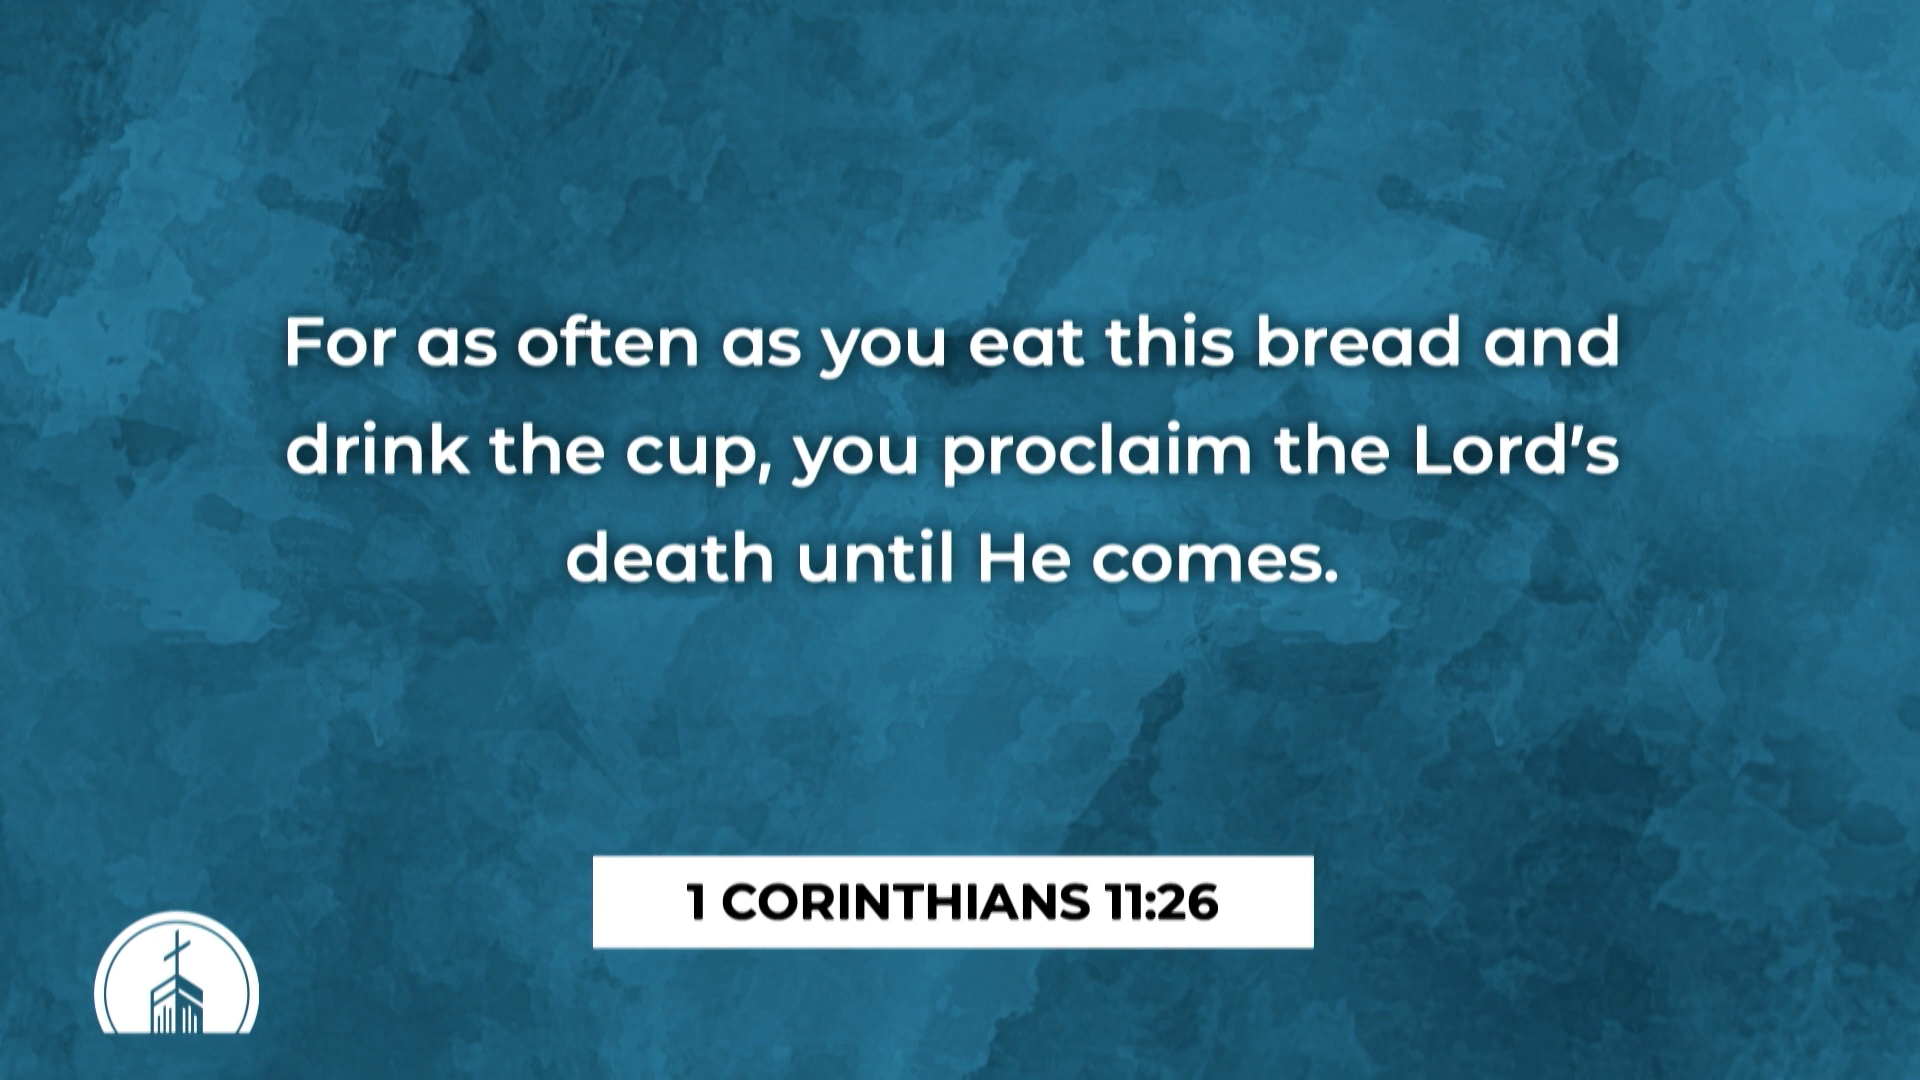 For as often as you eat this bread and
drink the cup, you proclaim the Lord’s
death until He comes.
1 CORINTHIANS 11:26